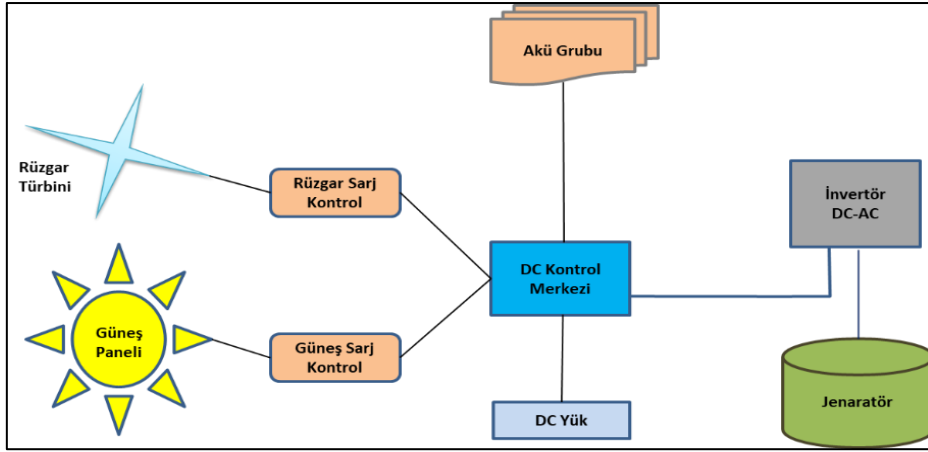 Akü Grubu
Rüzgar
Türbini
Rüzgar Sarj
Kontrol
İnvertör
DC-AC
DC Kontrol
Merkezi
Güneş
Paneli
Güneş Sarj
Kontrol
DC Yük
Jenaratör